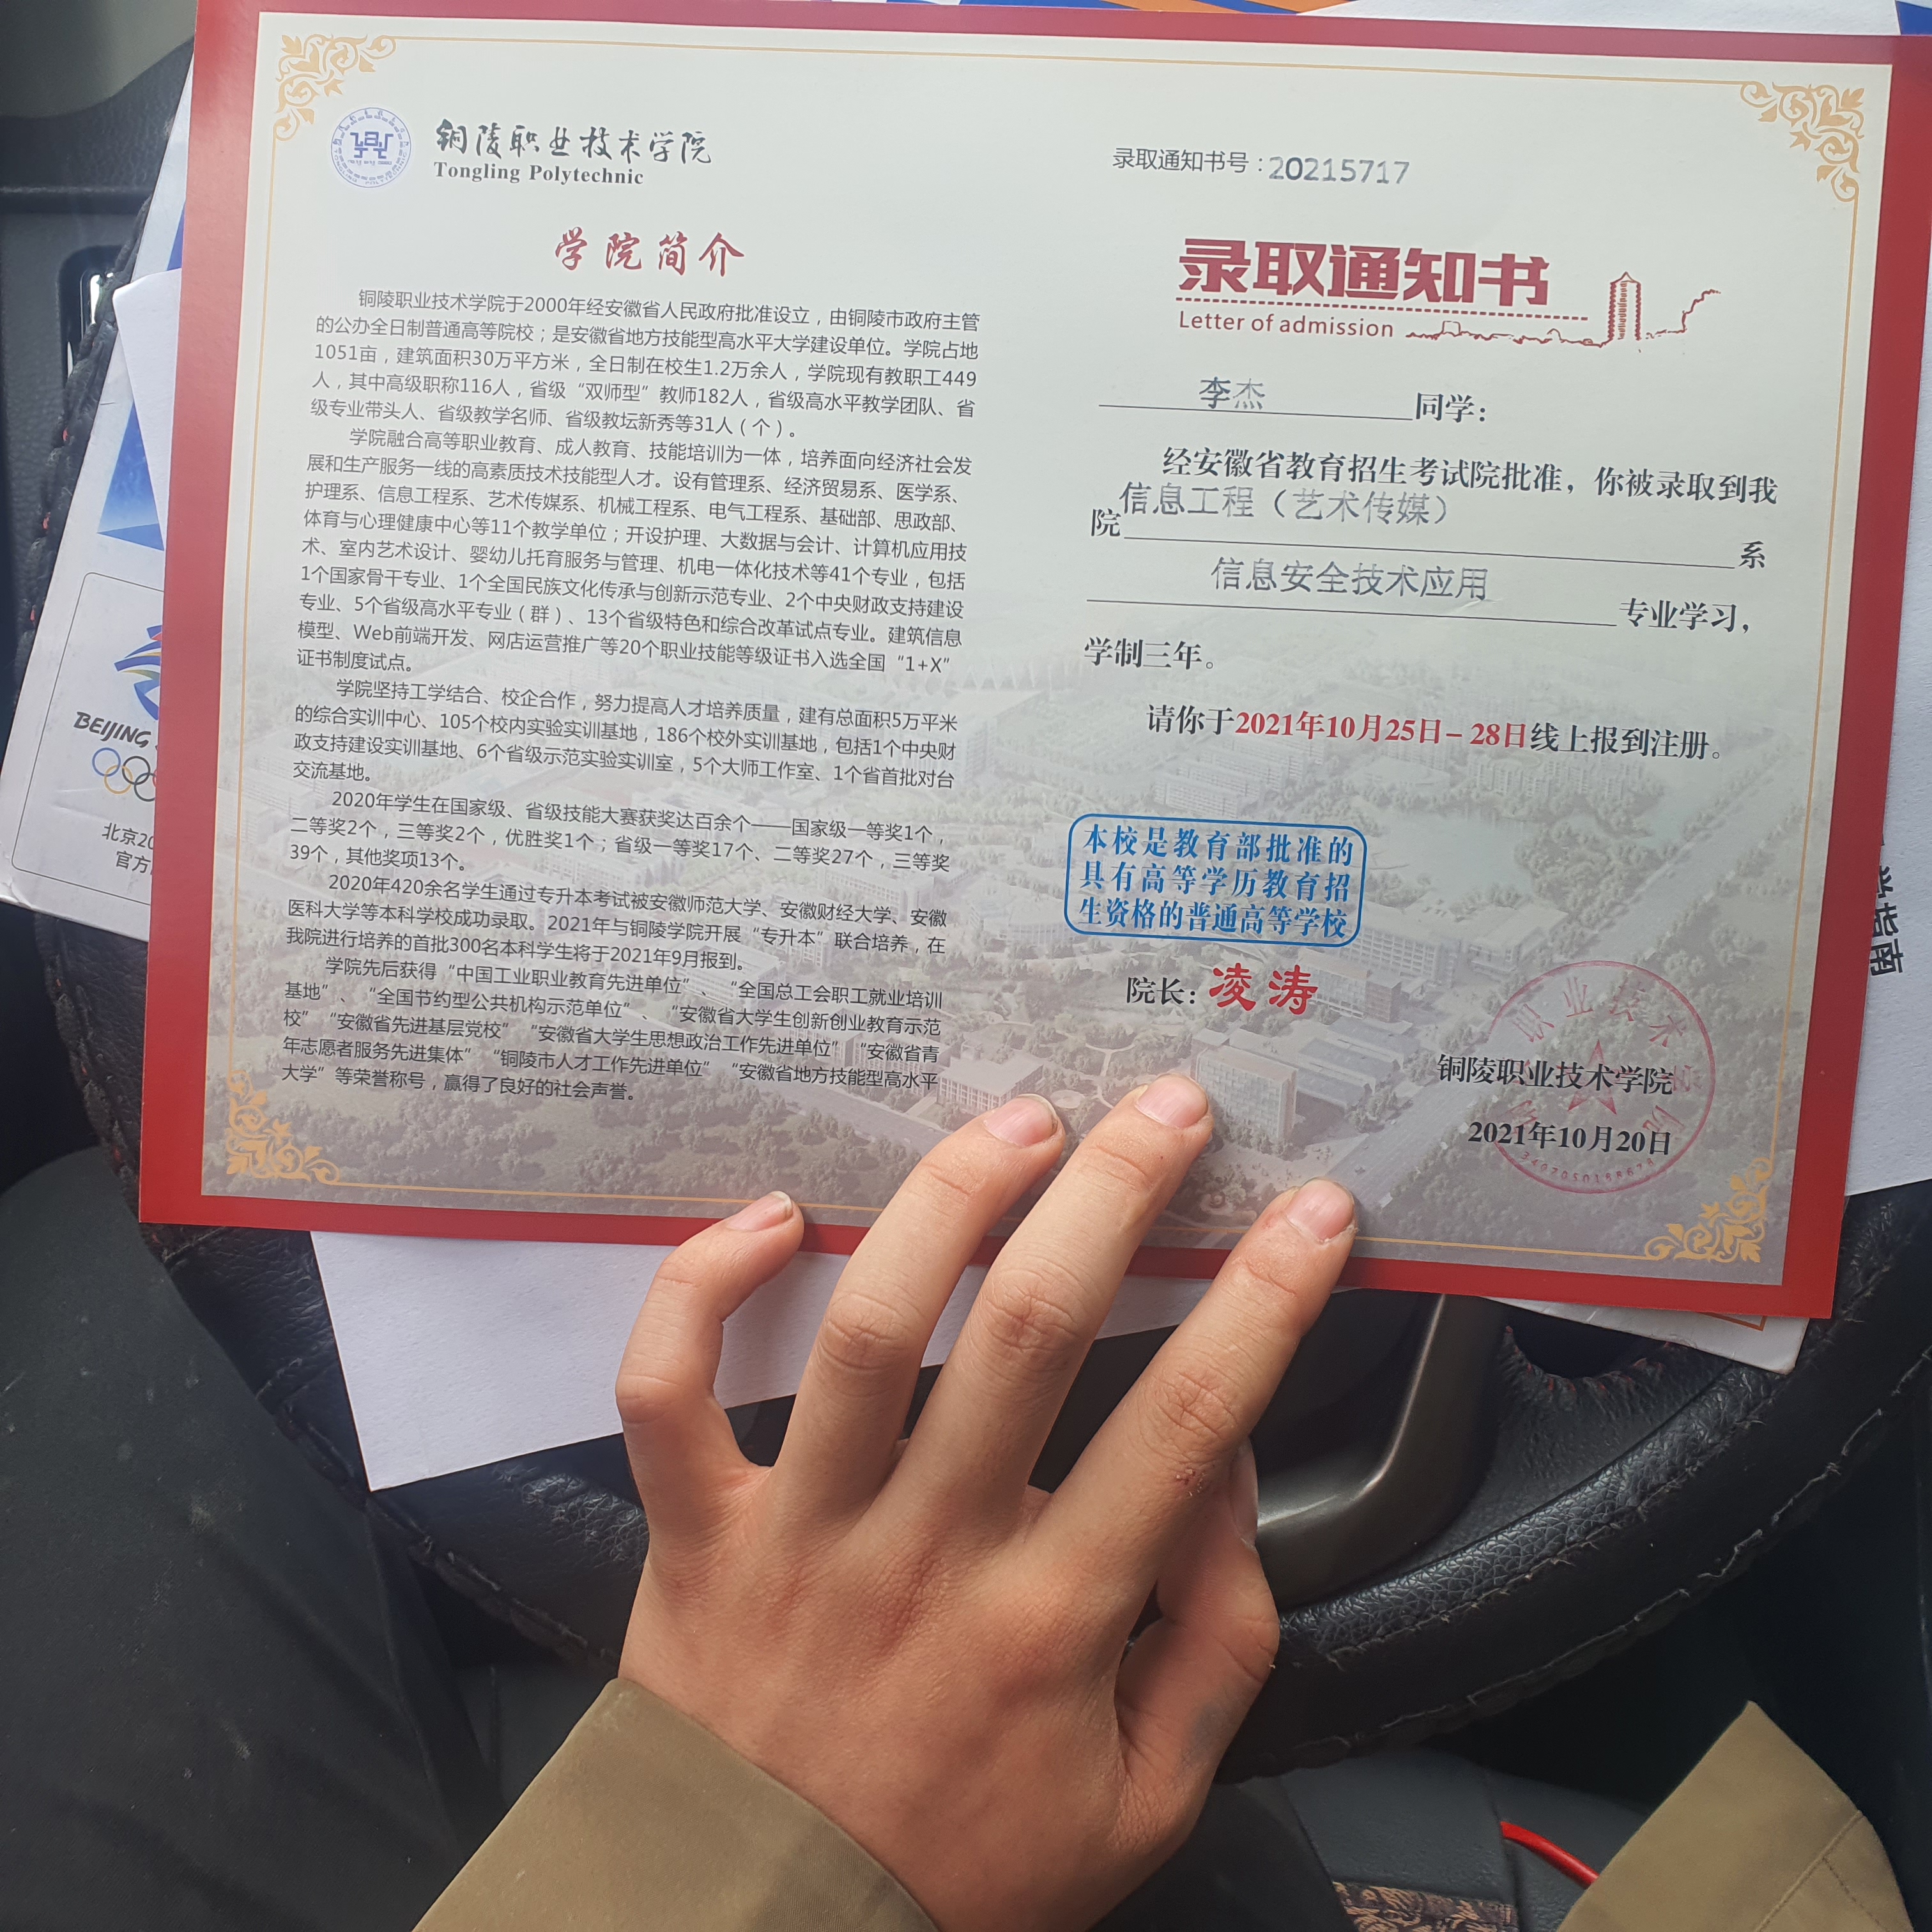 铜陵职业技术学院
Tongling Polytechnic
学院简介
铜陵职业技术学院于2000年经安徽省人民政府批准设立，由铜陵市政府主管
的公办全日制普通高等院校；是安徽省地方技能型高水平大学建设单位。学院占地
1051亩，建筑面积30万平方米，全日制在校生1.2万余人，学院现有教职工449
人，其中高级职称116人，省级“双师型”教师182人，省级高水平教学团队、省
级专业带头人、省级教学名师、省级教坛新秀等31人（个）。
学院融合高等职业教育、成人教育、技能培训为一体，培养面向经济社会发
展和生产服务一线的高素质技术技能型人才。设有管理系、经济贸易系、医学系、
护理系、信息工程系、艺术传媒系、机械工程系、电气工程系、基础部、思政部、
体育与心理健康中心等11个教学单位；开设护理、大数据与会计、计算机应用技
术、室内艺术设计、婴幼儿托育服务与管理、机电一体化技术等41个专业，包括
1个国家骨干专业、1个全国民族文化传承与创新示范专业、2个中央财政支持建设
专业、5个省级高水平专业（群）、13个省级特色和综合改革试点专业。建筑信息
模型、Web前端开发、网店运营推广等20个职业技能等级证书入选全国“1+X”
证书制度试点。
学院坚持工学结合、校企合作，努力提高人才培养质量，建有总面积5万平米
的综合实训中心、105个校内实验实训基地，186个校外实训基地，包括1个中央财
政支持建设实训基地、6个省级示范实验实训室，5个大师工作室、1个省首批对台
交流基地。
2020年学生在国家级、省级技能大赛获奖达百余个——国家级一等奖1个，
二等奖2个，三等奖2个，优胜奖1个；省级一等奖17个、二等奖27个，三等奖
39个，其他奖项13个。
2020年420余名学生通过专升本考试被安徽师范大学、安徽财经大学、安徽
医科大学等本科学校成功录取。2021年与铜陵学院开展“专升本”联合培养，在
我院进行培养的首批300名本科学生将于2021年9月报到。
学院先后获得“中国工业职业教育先进单位”、“全国总工会职工就业培训
基地”、“全国节约型公共机构示范单位”、“安徽省大学生创新创业教育示范
校”“安徽省先进基层党校”“安徽省大学生思想政治工作先进单位”“安徽省青
年志愿者服务先进集体”“铜陵市人才工作先进单位”“安徽省地方技能型高水平
大学”等荣誉称号，赢得了良好的社会声誉。
录取通知书号：20215717
录取通知书
Letter of admission
李杰同学：
经安徽省教育招生考试院批准，你被录取到我
院信息工程（艺术传媒）系
信息安全技术应用专业学习，
学制三年。
请你于2021年10月25日-28日线上报到注册。
本校是教育部批准的
具有高等学历教育招
生资格的普通高等学校
院长：凌涛
铜陵职业技术学院
2021年10月20日
BEIJING
北京20
官方
学指南